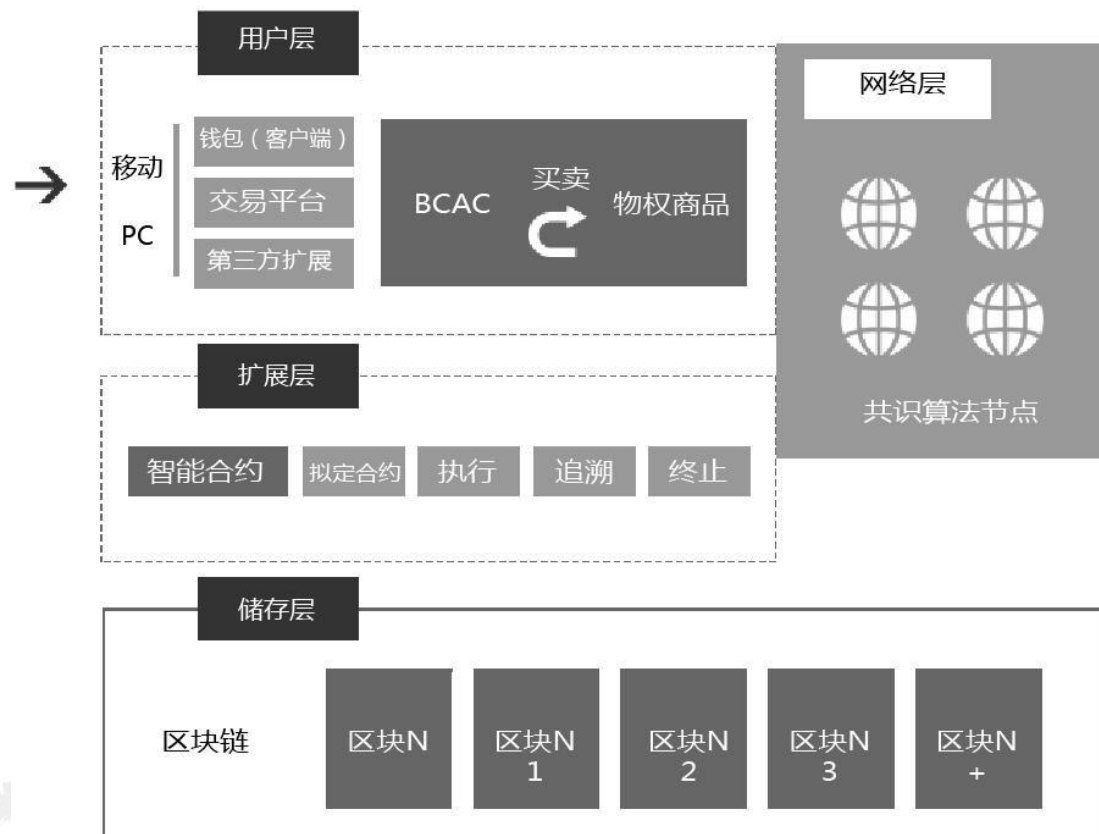 用户层
移动
PC
钱包（客户端）
交易平台
第三方扩展
BCAC
买卖
物权商品
网络层
共识算法节点
扩展层
智能合约
拟定合约
执行
追溯
终止
储存层
区块链
区块N
区块N
1
区块N
2
区块N
3
区块N
+